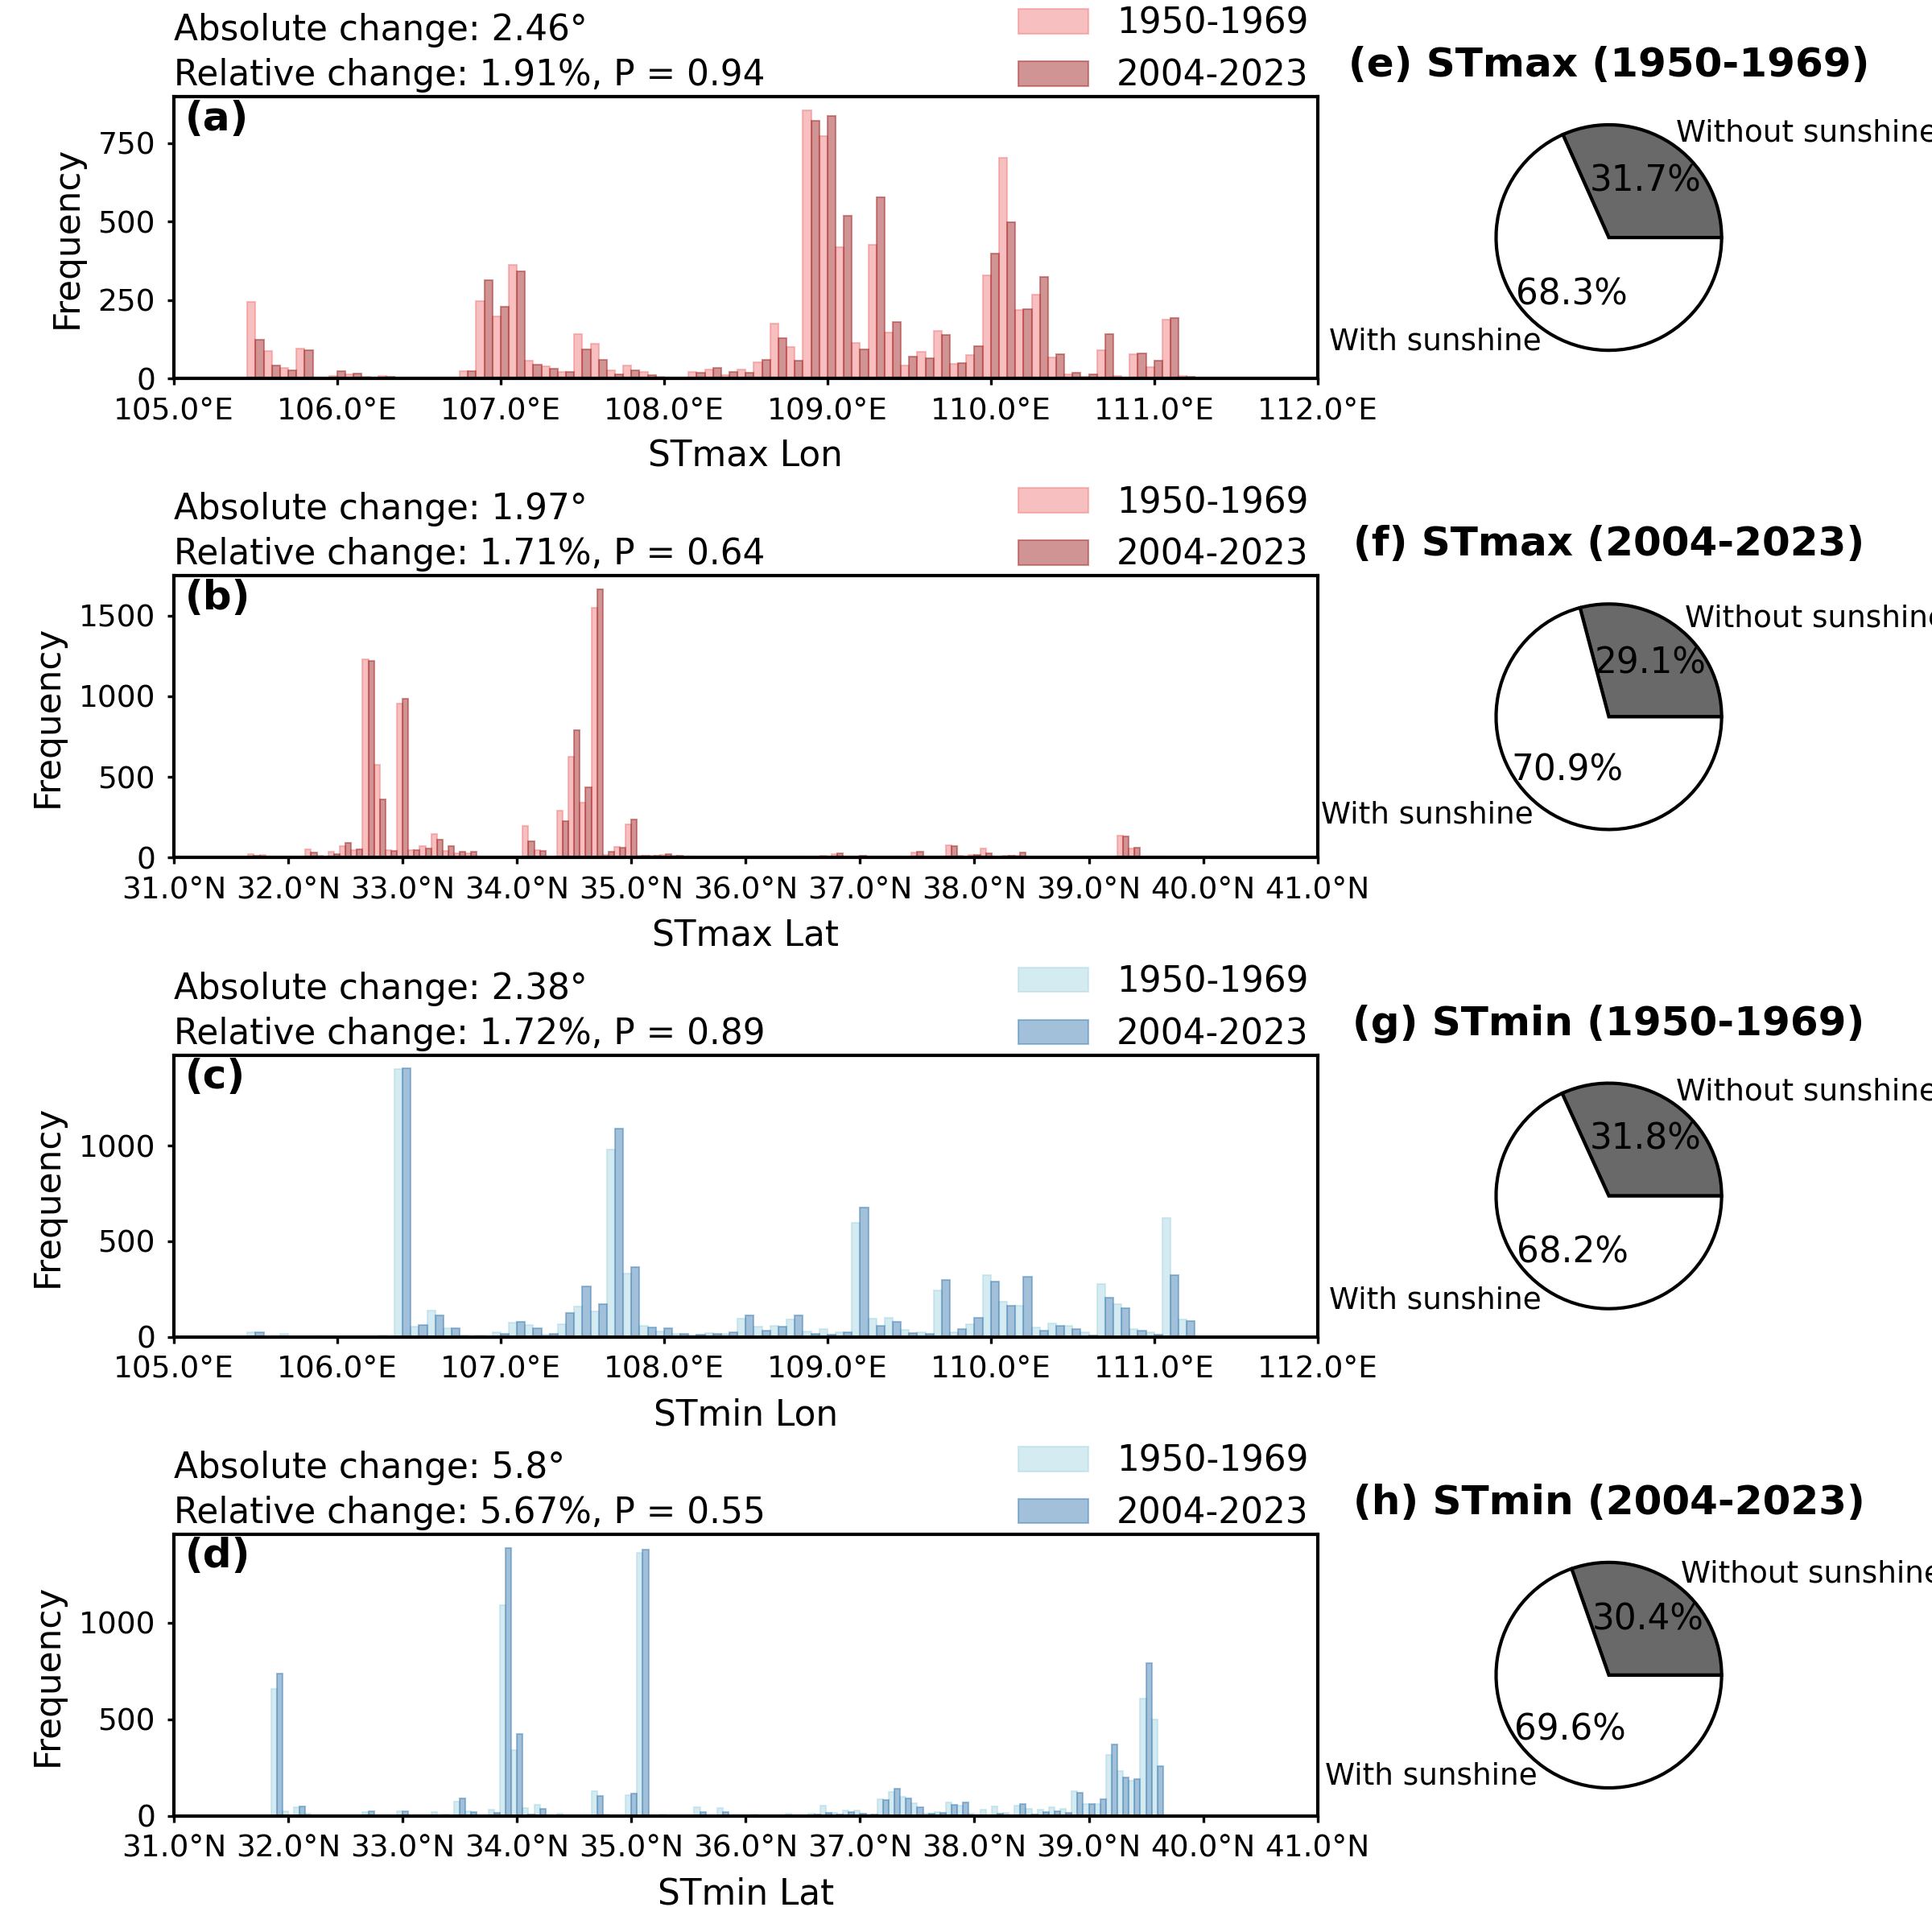 Absolute change: 2.46°
Relative change: 1.91%, P = 0.94
1950-1969
2004-2023
(a)
Frequency
750
500
250
0
105.0°E 106.0°E 107.0°E 108.0°E 109.0°E 110.0°E 111.0°E 112.0°E
STmax Lon
(e) STmax (1950-1969)
Without sunshine
31.7%
68.3%
With sunshine
Absolute change: 1.97°
Relative change: 1.71%, P = 0.64
1950-1969
2004-2023
(b)
Frequency
1500
1000
500
0
31.0°N 32.0°N 33.0°N 34.0°N 35.0°N 36.0°N 37.0°N 38.0°N 39.0°N 40.0°N 41.0°N
STmax Lat
(f) STmax (2004-2023)
Without sunshine
29.1%
70.9%
With sunshine
Absolute change: 2.38°
Relative change: 1.72%, P = 0.89
1950-1969
2004-2023
(c)
Frequency
1000
500
0
105.0°E 106.0°E 107.0°E 108.0°E 109.0°E 110.0°E 111.0°E 112.0°E
STmin Lon
(g) STmin (1950-1969)
Without sunshine
31.8%
68.2%
With sunshine
Absolute change: 5.8°
Relative change: 5.67%, P = 0.55
1950-1969
2004-2023
(d)
Frequency
1000
500
0
31.0°N 32.0°N 33.0°N 34.0°N 35.0°N 36.0°N 37.0°N 38.0°N 39.0°N 40.0°N 41.0°N
STmin Lat
(h) STmin (2004-2023)
Without sunshine
30.4%
69.6%
With sunshine